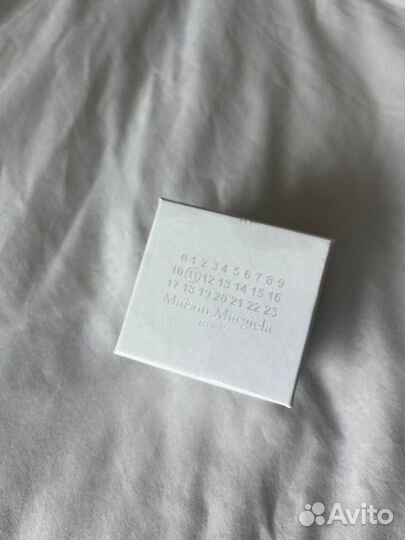 0 1 2 3 4 5 6 7 8 9
10 11 12 13 14 15 16
17 18 19 20 21 22 23
Maison Margiela
Paris
Avito